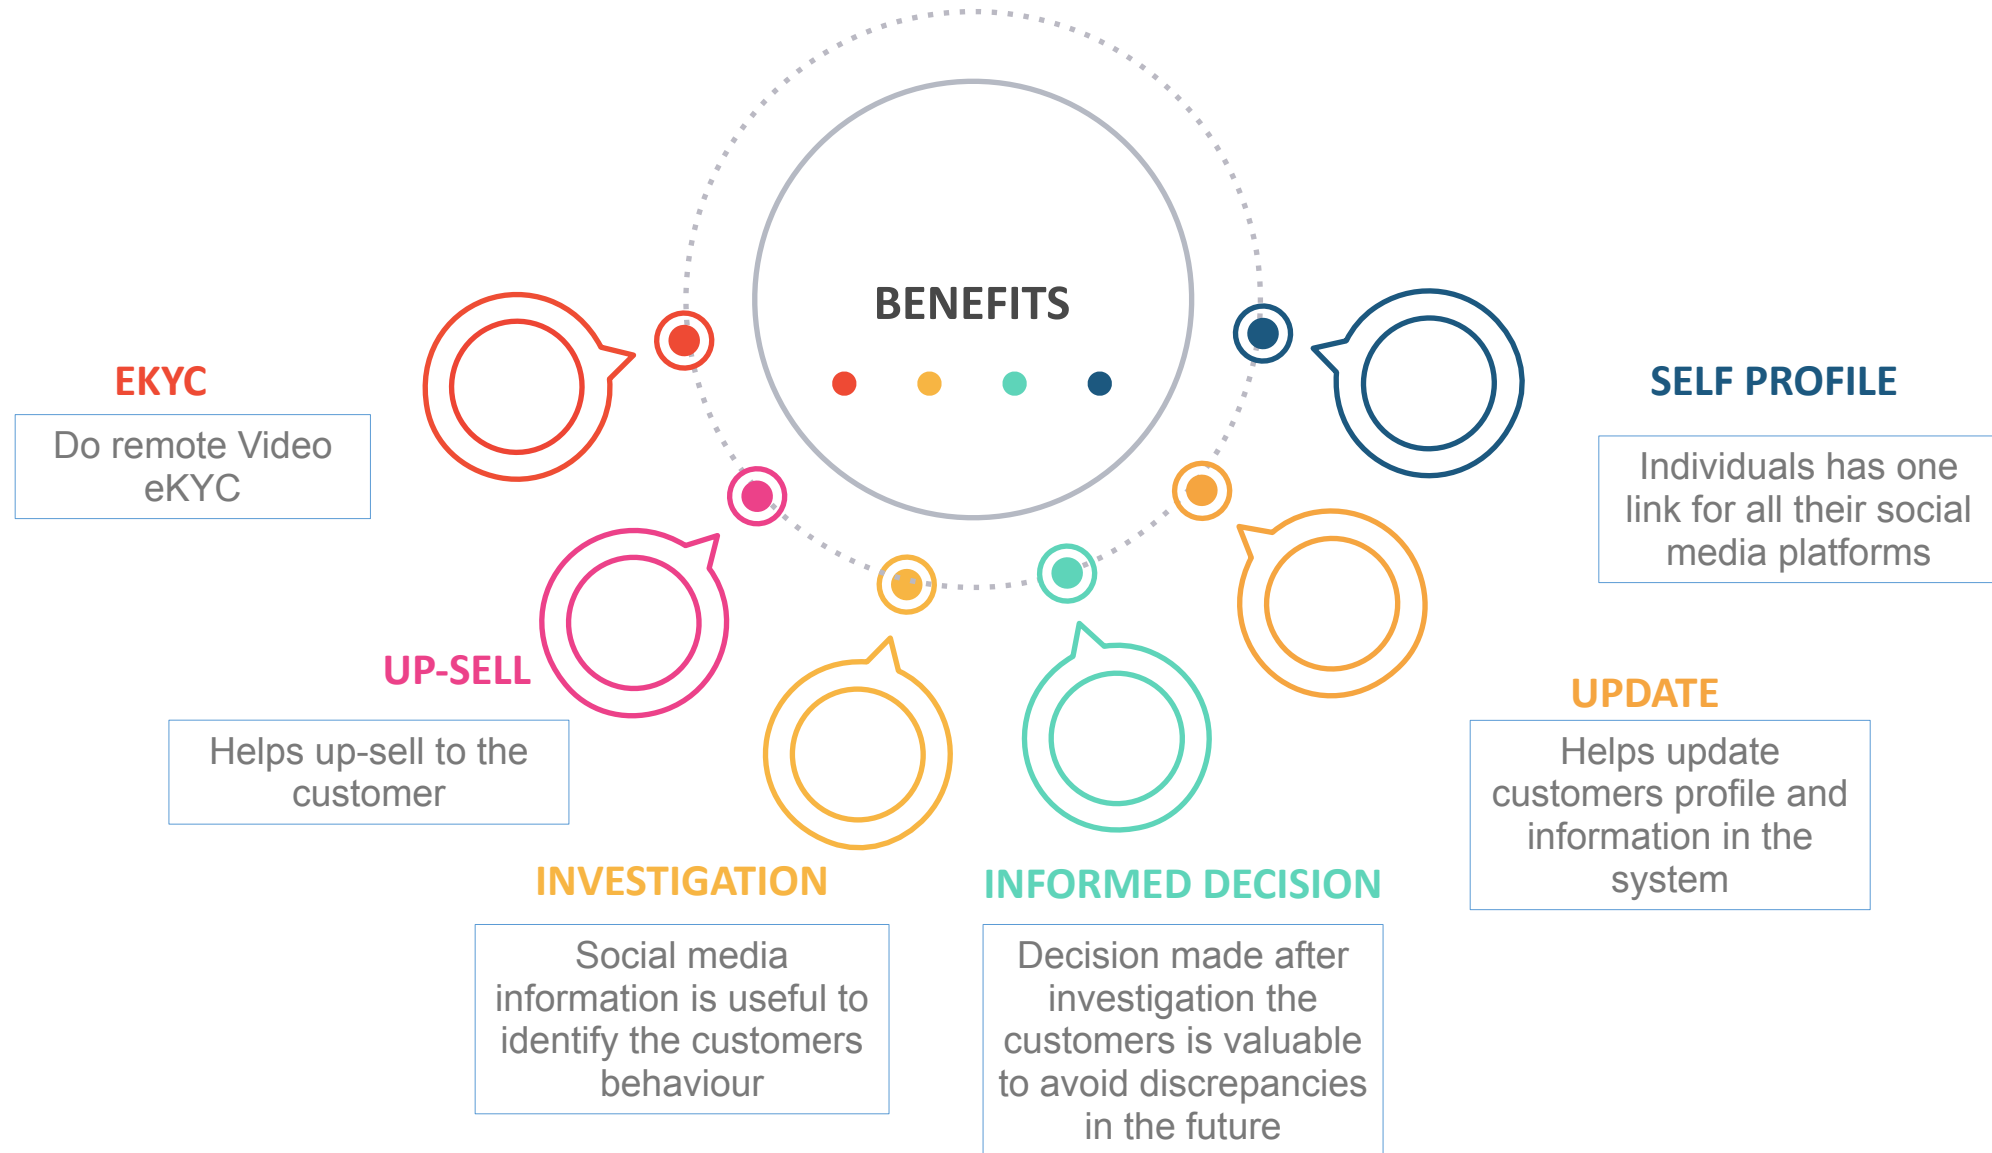 BENEFITS
EKYC
Do remote Video
eKYC
UP-SELL
Helps up-sell to the
customer
INVESTIGATION
Social media
information is useful to
identify the customers
behaviour
INFORMED DECISION
Decision made after
investigation the
customers is valuable
to avoid discrepancies
in the future
UPDATE
Helps update
customers profile and
information in the
system
SELF PROFILE
Individuals has one
link for all their social
media platforms